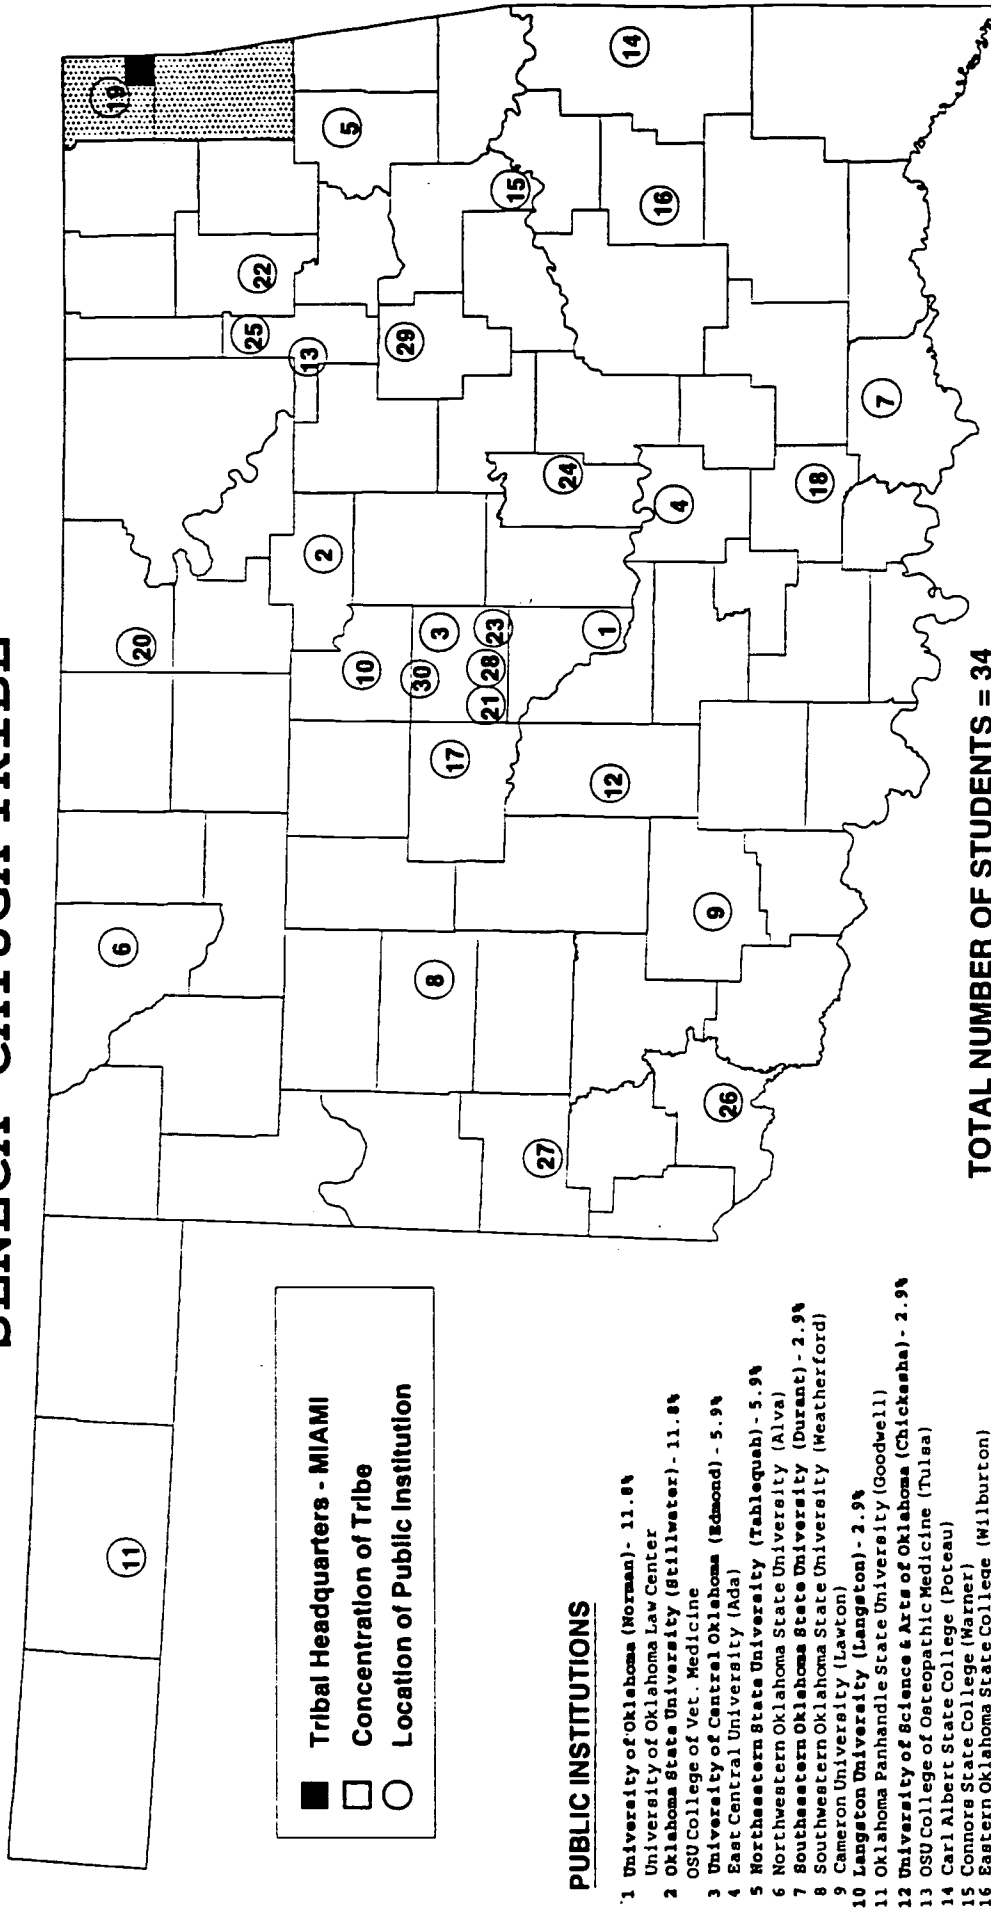 Tribal Headquarters - MIAMI
Concentration of Tribe
Location of Public Institution
PUBLIC INSTITUTIONS
1 University of Oklahoma (Norman) - 11.8%
University of Oklahoma Law Center
2 Oklahoma State University (Stillwater) - 11.8%
OSU College of Vet. Medicine
3 University of Central Oklahoma (Edmond) - 5.9%
4 East Central University (Ada)
5 Northeastern State University (Tahlequah) - 5.9%
6 Northwestern Oklahoma State University (Alva)
7 Southeastern Oklahoma State University (Durant) - 2.9%
8 Southwestern Oklahoma State University (Weatherford)
9 Cameron University (Lawton)
10 Langston University (Langston) - 2.9%
11 Oklahoma Panhandle State University (Goodwell)
12 University of Science & Arts of Oklahoma (Chickasha) - 2.9%
13 OSU College of Osteopathic Medicine (Tulsa)
14 Carl Albert State College (Poteau)
15 Connors State College (Warner)
16 Eastern Oklahoma State College (Wilburton)
11
6
20
22
19
25
13
5
2
10
8
17
30
3
29
21
28
23
15
14
27
12
1
24
16
26
9
4
18
7
TOTAL NUMBER OF STUDENTS = 34